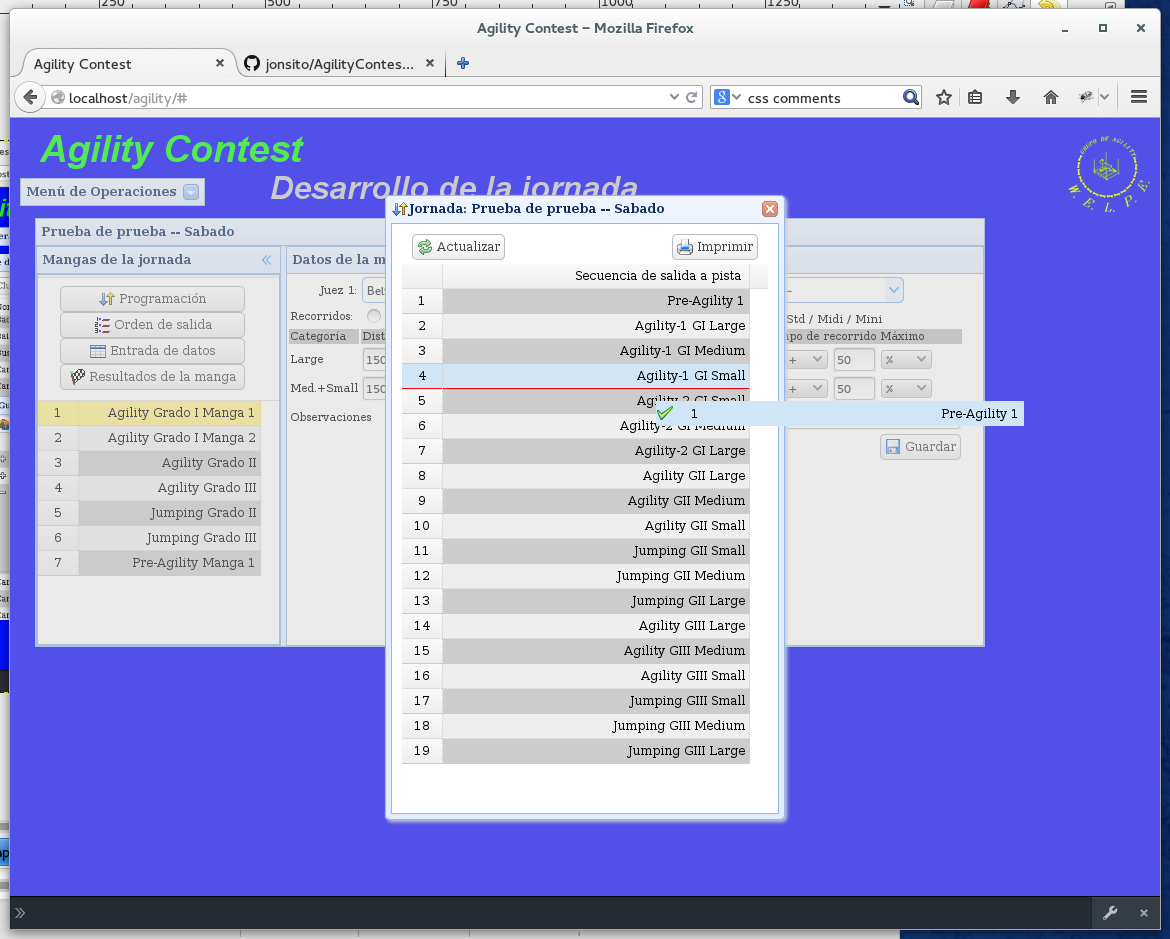 250
500
750
1000
1250
Agility Contest – Mozilla Firefox
Agility Contest
jonsito/AgilityContes...
localhost/agility/#
css comments
Agility Contest
GRUPO DE AGILITY
W. E. L. P. E.
Menú de Operaciones
Desarrollo de la jornada
Prueba de prueba -- Sabado
Mangas de la jornada
Programación
Orden de salida
Entrada de datos
Resultados de la manga
1 Agility Grado I Manga 1
2 Agility Grado I Manga 2
3 Agility Grado II
4 Agility Grado III
5 Jumping Grado II
6 Jumping Grado III
7 Pre-Agility Manga 1
Datos de la m
Juez 1:
Recorridos: Std / Midi / Mini
Categoría Dist po de recorrido Máximo
Large 150 + 50 %
Med.+Small 150 + 50 %
Observaciones
Guardar
Jornada: Prueba de prueba -- Sabado
Actualizar Imprimir
Secuencia de salida a pista
1 Pre-Agility 1
2 Agility-1 GI Large
3 Agility-1 GI Medium
4 Agility-1 GI Small
5 Agility-2 GI Small
1 Pre-Agility 1
6 Agility-2 GI Medium
7 Agility-2 GI Large
8 Agility GII Large
9 Agility GII Medium
10 Agility GII Small
11 Jumping GII Small
12 Jumping GII Medium
13 Jumping GII Large
14 Agility GIII Large
15 Agility GIII Medium
16 Agility GIII Small
17 Jumping GIII Small
18 Jumping GIII Medium
19 Jumping GIII Large